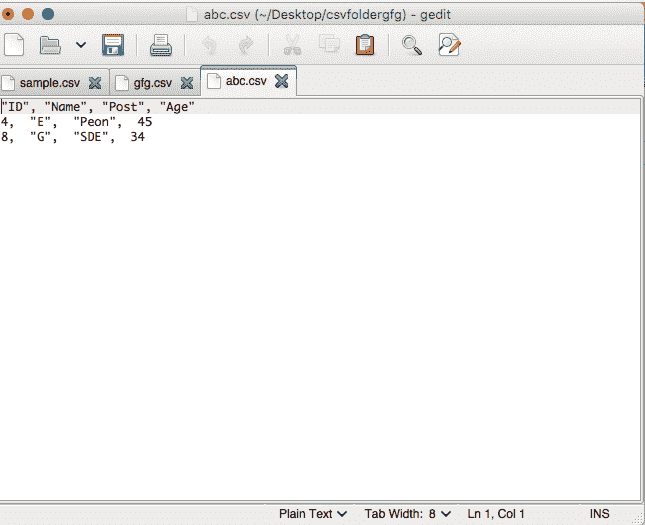 abc.csv (~/Desktop/csvfoldergfg) - gedit
sample.csv gfg.csv abc.csv
"ID", "Name", "Post", "Age"
4,  "E",  "Peon",  45
8,  "G",  "SDE",  34
Plain Text Tab Width: 8 Ln 1, Col 1 INS